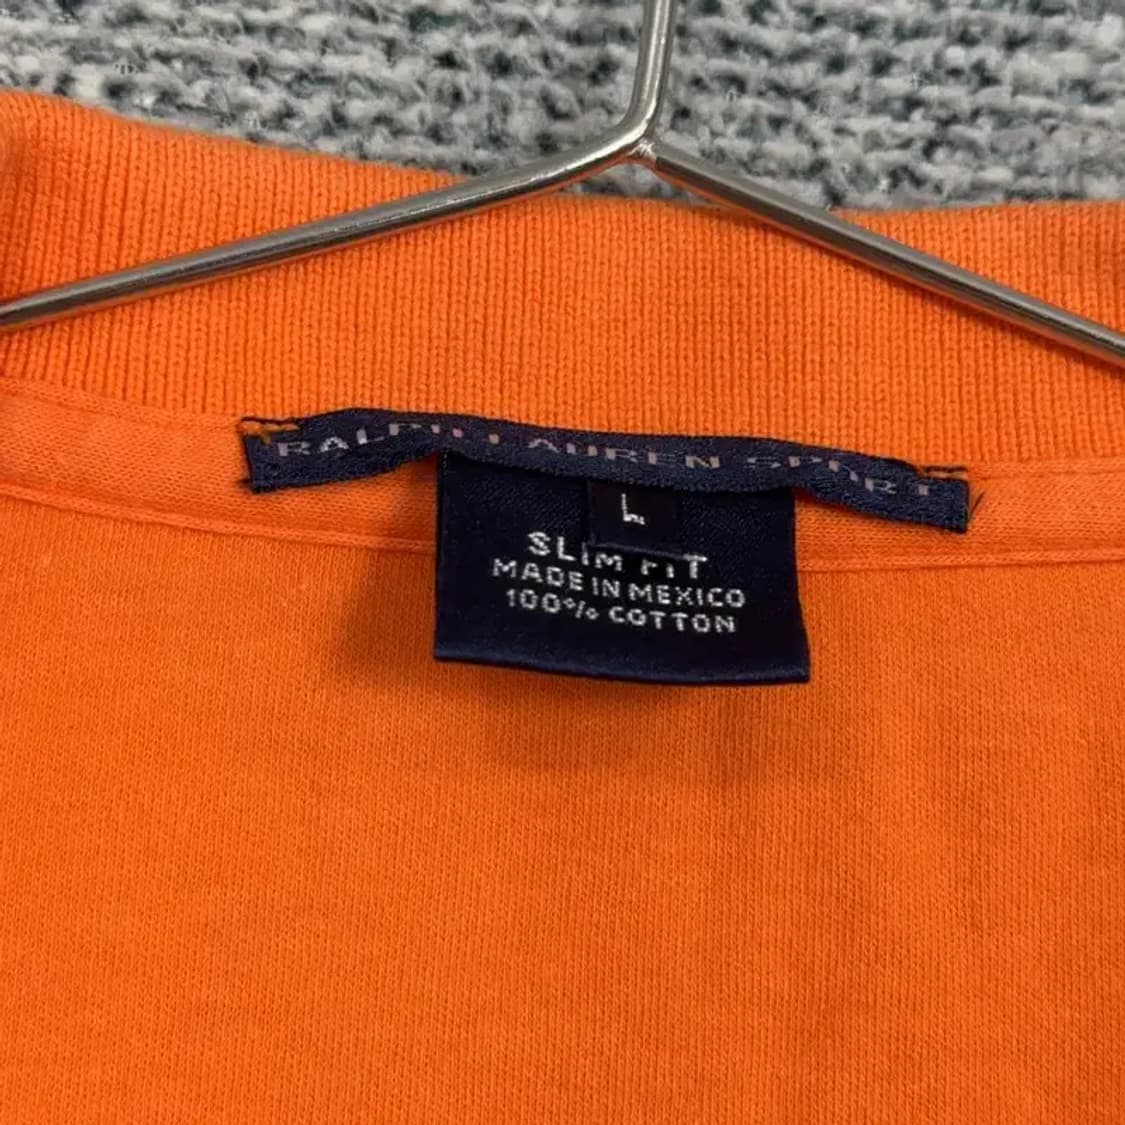 RALPH LAUREN SPORT
L
SLIM FIT
MADE IN MEXICO
100% COTTON